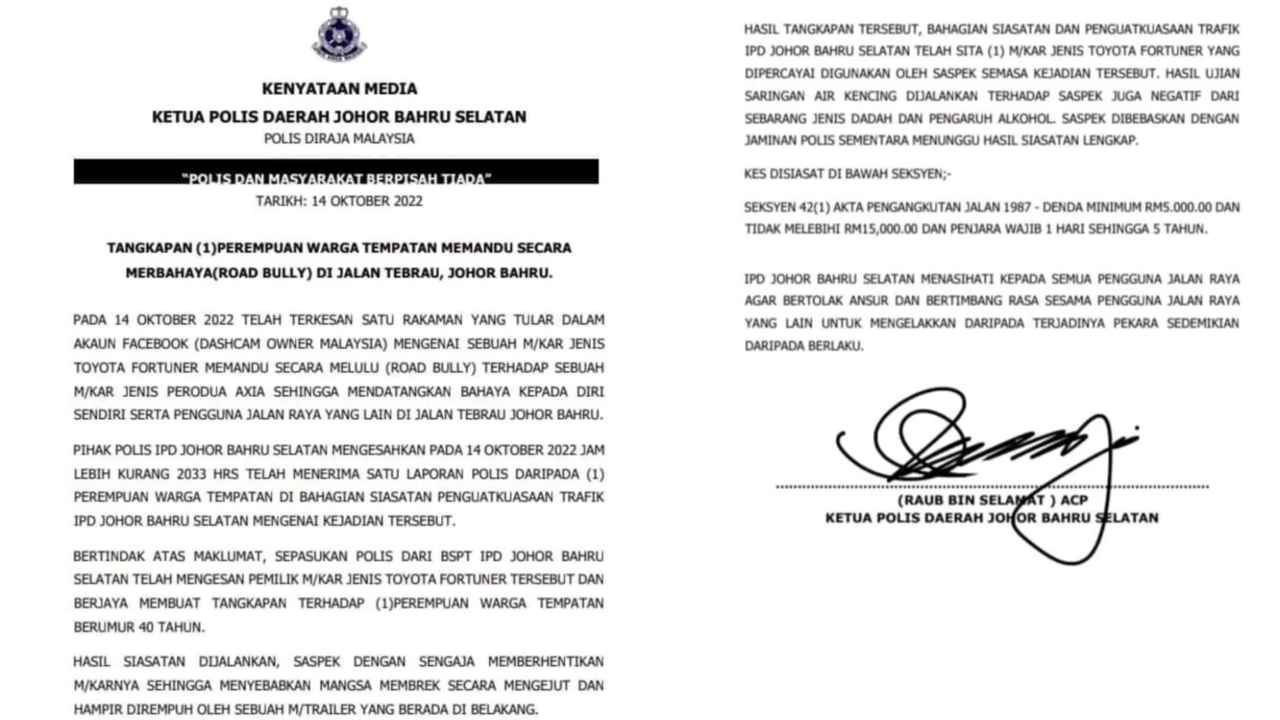 KENYATAAN MEDIA
KETUA POLIS DAERAH JOHOR BAHRU SELATAN
POLIS DIRAJA MALAYSIA
"POLIS DAN MASYARAKAT BERPISAH TIADA"
TARIKH: 14 OKTOBER 2022
TANGKAPAN (1)PEREMPUAN WARGA TEMPATAN MEMANDU SECARA
MERBAHAYA(ROAD BULLY) DI JALAN TEBRAU, JOHOR BAHRU.
PADA 14 OKTOBER 2022 TELAH TERKESAN SATU RAKAMAN YANG TULAR DALAM
AKAUN FACEBOOK (DASHCAM OWNER MALAYSIA) MENGENAI SEBUAH M/KAR JENIS
TOYOTA FORTUNER MEMANDU SECARA MELULU (ROAD BULLY) TERHADAP SEBUAH
M/KAR JENIS PERODUA AXIA SEHINGGA MENDATANGKAN BAHAYA KEPADA DIRI
SENDIRI SERTA PENGGUNA JALAN RAYA YANG LAIN DI JALAN TEBRAU JOHOR BAHRU.
PIHAK POLIS IPD JOHOR BAHRU SELATAN MENGESAHKAN PADA 14 OKTOBER 2022 JAM
LEBIH KURANG 2033 HRS TELAH MENERIMA SATU LAPORAN POLIS DARIPADA (1)
PEREMPUAN WARGA TEMPATAN DI BAHAGIAN SIASATAN PENGUATKUASAAN TRAFIK
IPD JOHOR BAHRU SELATAN MENGENAI KEJADIAN TERSEBUT.
BERTINDAK ATAS MAKLUMAT, SEPASUKAN POLIS DARI BSPT IPD JOHOR BAHRU
SELATAN TELAH MENGESAN PEMILIK M/KAR JENIS TOYOTA FORTUNER TERSEBUT DAN
BERJAYA MEMBUAT TANGKAPAN TERHADAP (1)PEREMPUAN WARGA TEMPATAN
BERUMUR 40 TAHUN.
HASIL SIASATAN DIJALANKAN, SASPEK DENGAN SENGAJA MEMBERHENTIKAN
M/KARNYA SEHINGGA MENYEBABKAN MANGSA MEMBREK SECARA MENGEJUT DAN
HAMPIR DIREMPUH OLEH SEBUAH M/TRAILER YANG BERADA DI BELAKANG.
HASIL TANGKAPAN TERSEBUT, BAHAGIAN SIASATAN DAN PENGUATKUASAAN TRAFIK
IPD JOHOR BAHRU SELATAN TELAH SITA (1) M/KAR JENIS TOYOTA FORTUNER YANG
DIPERCAYAI DIGUNAKAN OLEH SASPEK SEMASA KEJADIAN TERSEBUT. HASIL UJIAN
SARINGAN AIR KENCING DIJALANKAN TERHADAP SASPEK JUGA NEGATIF DARI
SEBARANG JENIS DADAH DAN PENGARUH ALKOHOL. SASPEK DIBEBASKAN DENGAN
JAMINAN POLIS SEMENTARA MENUNGGU HASIL SIASATAN LENGKAP.
KES DISIASAT DI BAWAH SEKSYEN;-
SEKSYEN 42(1) AKTA PENGANGKUTAN JALAN 1987 - DENDA MINIMUM RM5.000.00 DAN
TIDAK MELEBIHI RM15,000.00 DAN PENJARA WAJIB 1 HARI SEHINGGA 5 TAHUN.
IPD JOHOR BAHRU SELATAN MENASIHATI KEPADA SEMUA PENGGUNA JALAN RAYA
AGAR BERTOLAK ANSUR DAN BERTIMBANG RASA SESAMA PENGGUNA JALAN RAYA
YANG LAIN UNTUK MENGELAKKAN DARIPADA TERJADINYA PEKARA SEDEMIKIAN
DARIPADA BERLAKU.
(RAUB BIN SELAMAT ) ACP
KETUA POLIS DAERAH JOHOR BAHRU SELATAN